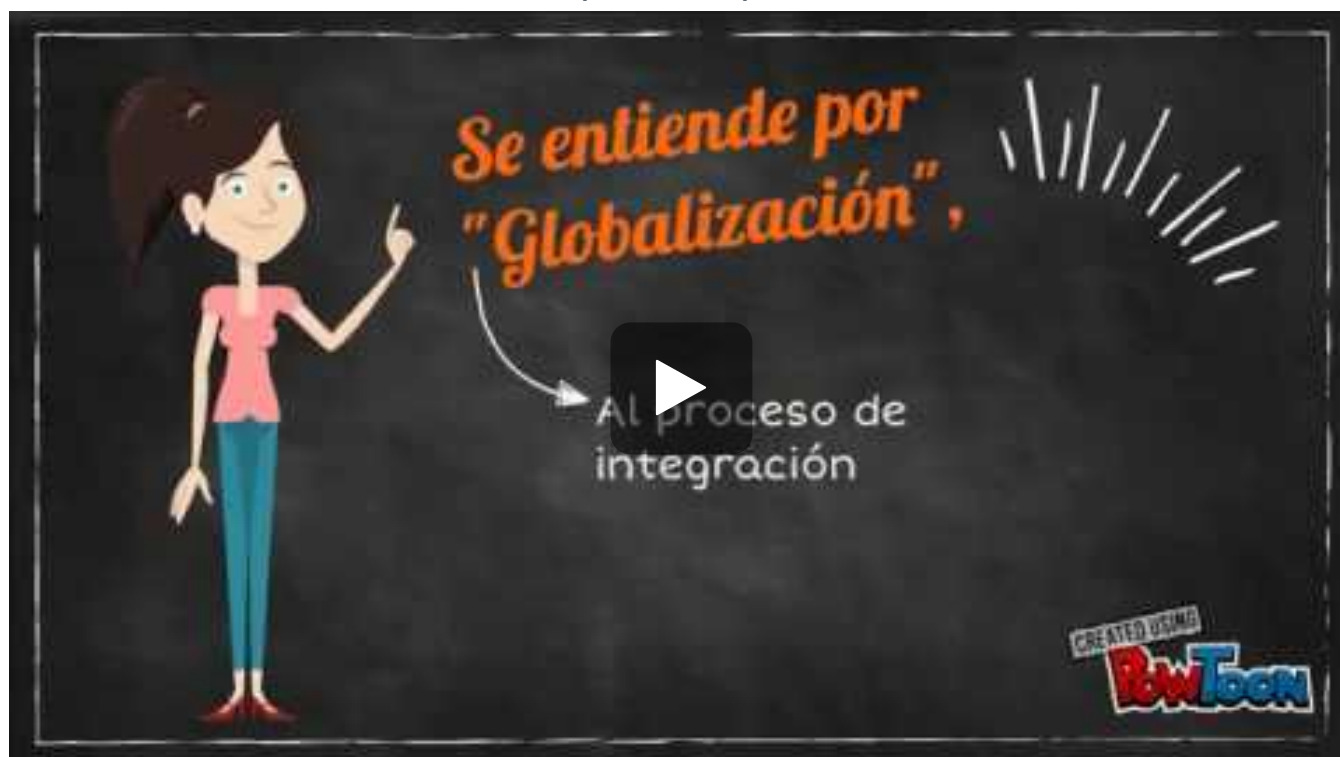 Se entiende por
"Globalización",
Al proceso de
integración
CREATED USING
POWTOON